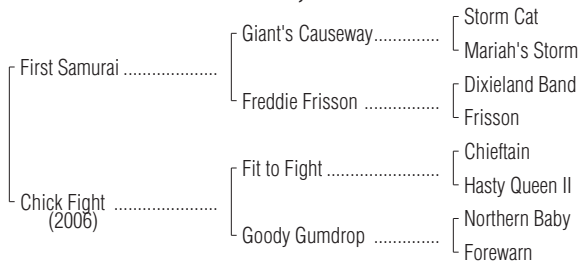 Storm Cat
Giant's Causeway..............
Mariah's Storm
First Samurai ....................
Dixieland Band
Freddie Frisson ................
Frisson
Chieftain
Fit to Fight ........................
Hasty Queen II
Chick Fight ......................
(2006)
Northern Baby
Goody Gumdrop ..............
Forewarn